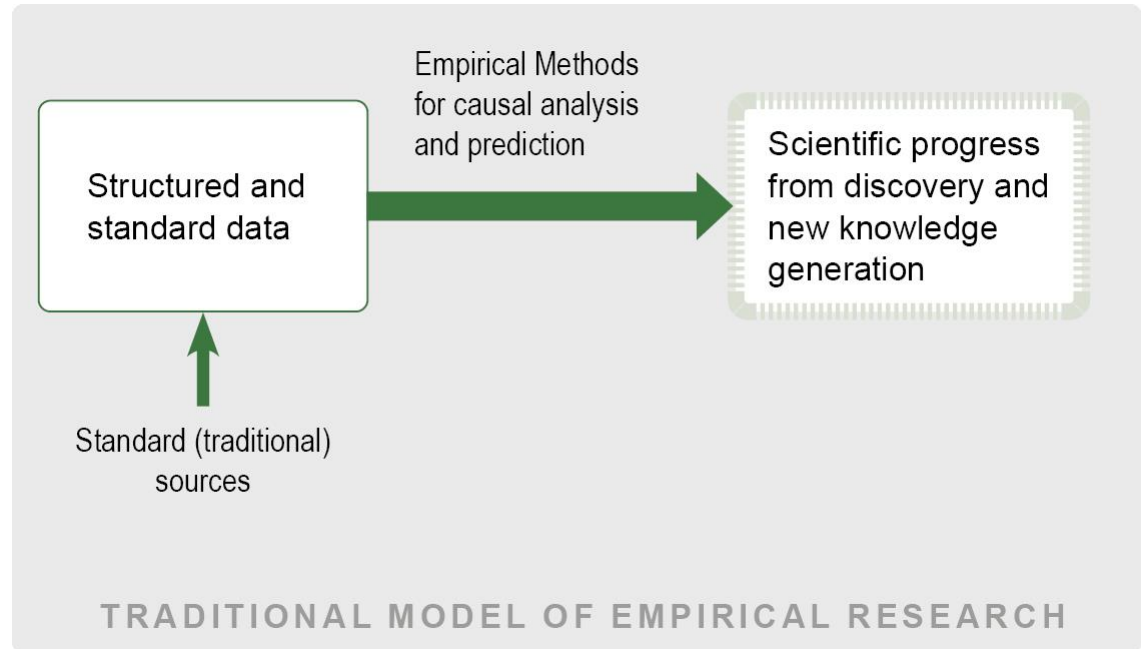 Empirical Methods
for causal analysis
and prediction
Structured and
standard data
Scientific progress
from discovery and
new knowledge
generation
Standard (traditional)
sources
TRADITIONAL MODEL OF EMPIRICAL RESEARCH